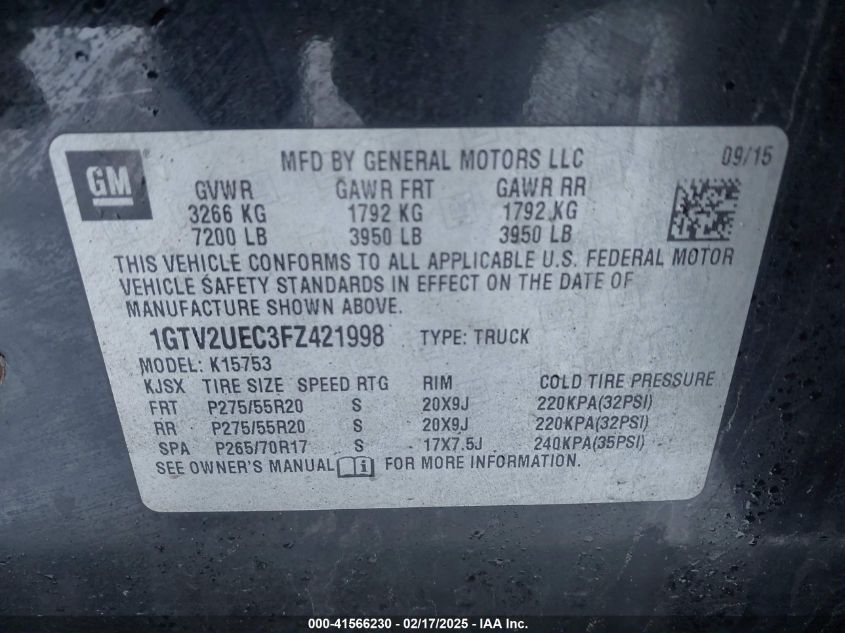 GM
MFD BY GENERAL MOTORS LLC 09/15
GVWR GAWR FRT GAWR RR
3266 KG 1792 KG 1792 KG
7200 LB 3950 LB 3950 LB
THIS VEHICLE CONFORMS TO ALL APPLICABLE U.S. FEDERAL MOTOR
VEHICLE SAFETY STANDARDS IN EFFECT ON THE DATE OF
MANUFACTURE SHOWN ABOVE.
1GTV2UEC3FZ421998 TYPE: TRUCK
MODEL: K15753
KJSX TIRE SIZE SPEED RTG RIM COLD TIRE PRESSURE
FRT P275/55R20 S 20X9J 220KPA(32PSI)
RR P275/55R20 S 20X9J 220KPA(32PSI)
SPA P265/70R17 S 17X7.5J 240KPA(35PSI)
SEE OWNER'S MANUAL FOR MORE INFORMATION.
000-41566230 - 02/17/2025 - IAA Inc.